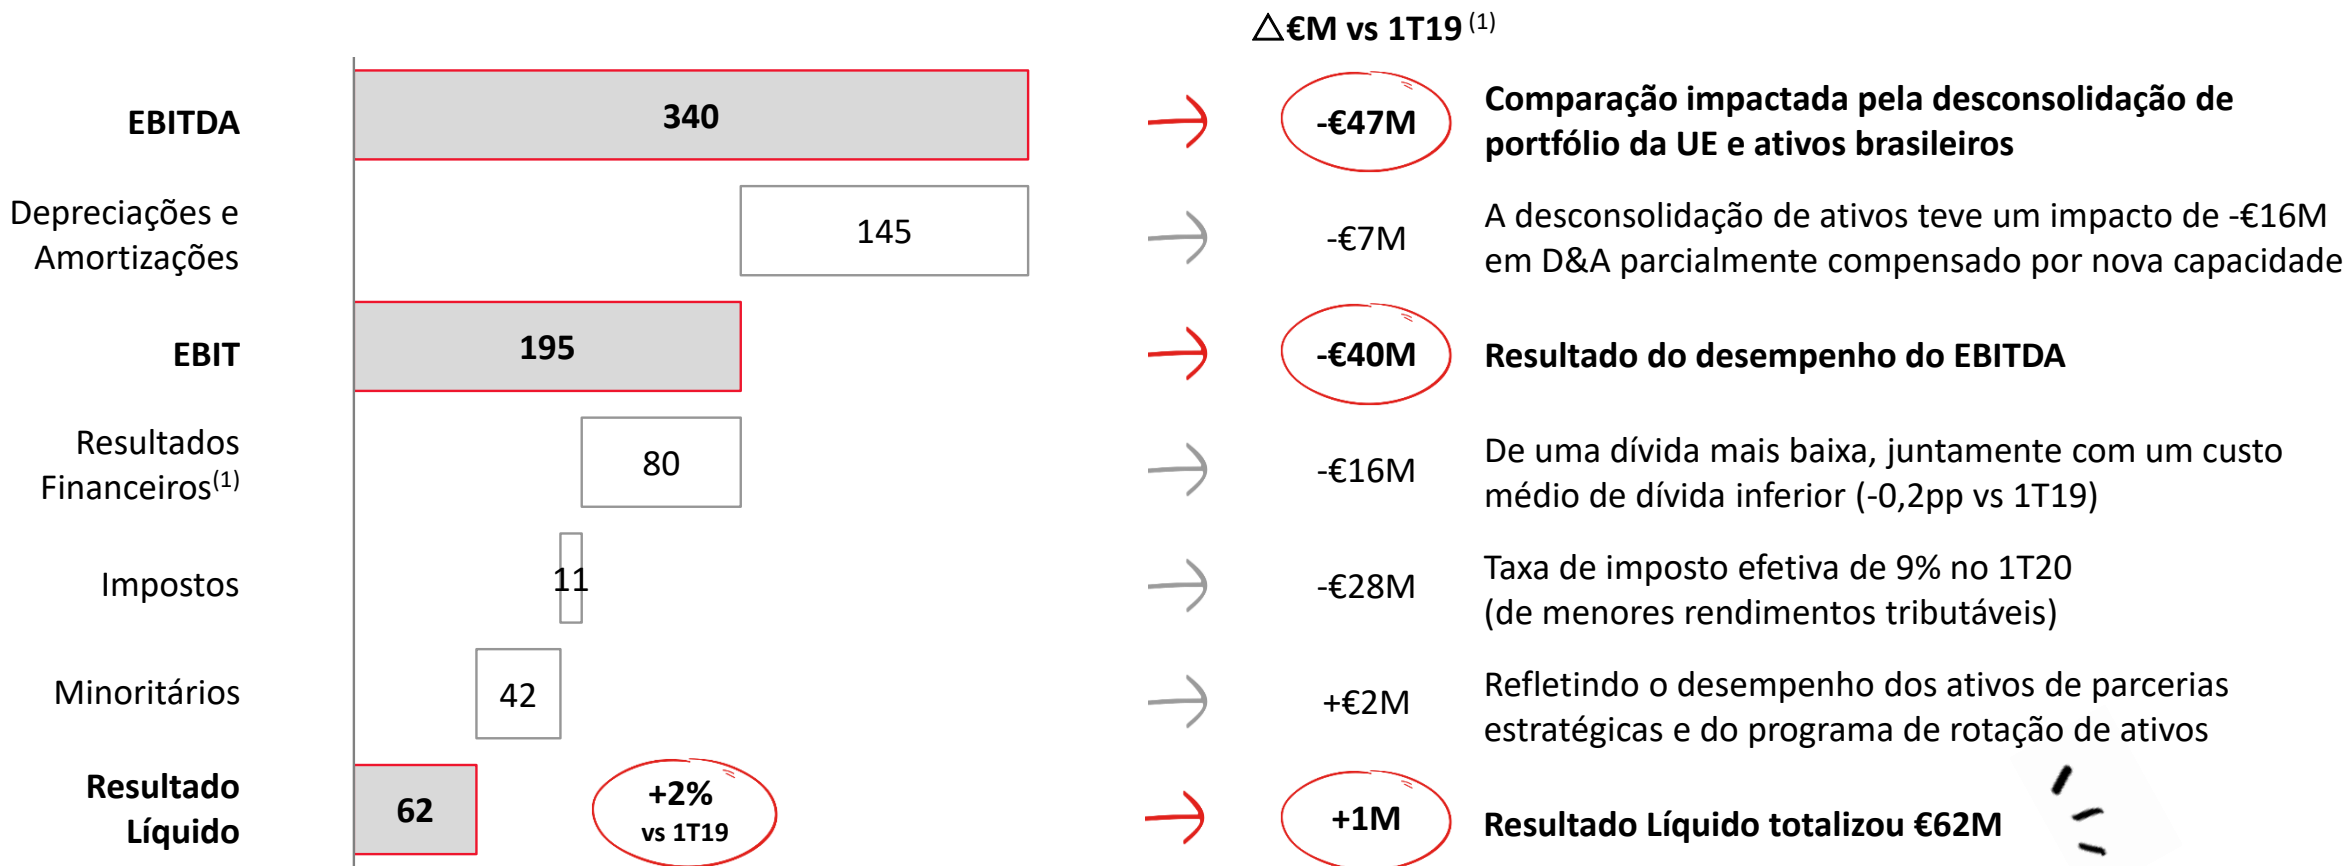 △€M vs 1T19 (1)
EBITDA
340
-€47M
Comparação impactada pela desconsolidação de
portfólio da UE e ativos brasileiros
Depreciações e
Amortizações
145
-€7M
A desconsolidação de ativos teve um impacto de -€16M
em D&A parcialmente compensado por nova capacidade
EBIT
195
-€40M
Resultado do desempenho do EBITDA
Resultados
Financeiros(1)
80
-€16M
De uma dívida mais baixa, juntamente com um custo
médio de dívida inferior (-0,2pp vs 1T19)
Impostos
11
-€28M
Taxa de imposto efetiva de 9% no 1T20
(de menores rendimentos tributáveis)
Minoritários
42
+€2M
Refletindo o desempenho dos ativos de parcerias
estratégicas e do programa de rotação de ativos
Resultado
Líquido
62
+2%
vs 1T19
+1M
Resultado Líquido totalizou €62M